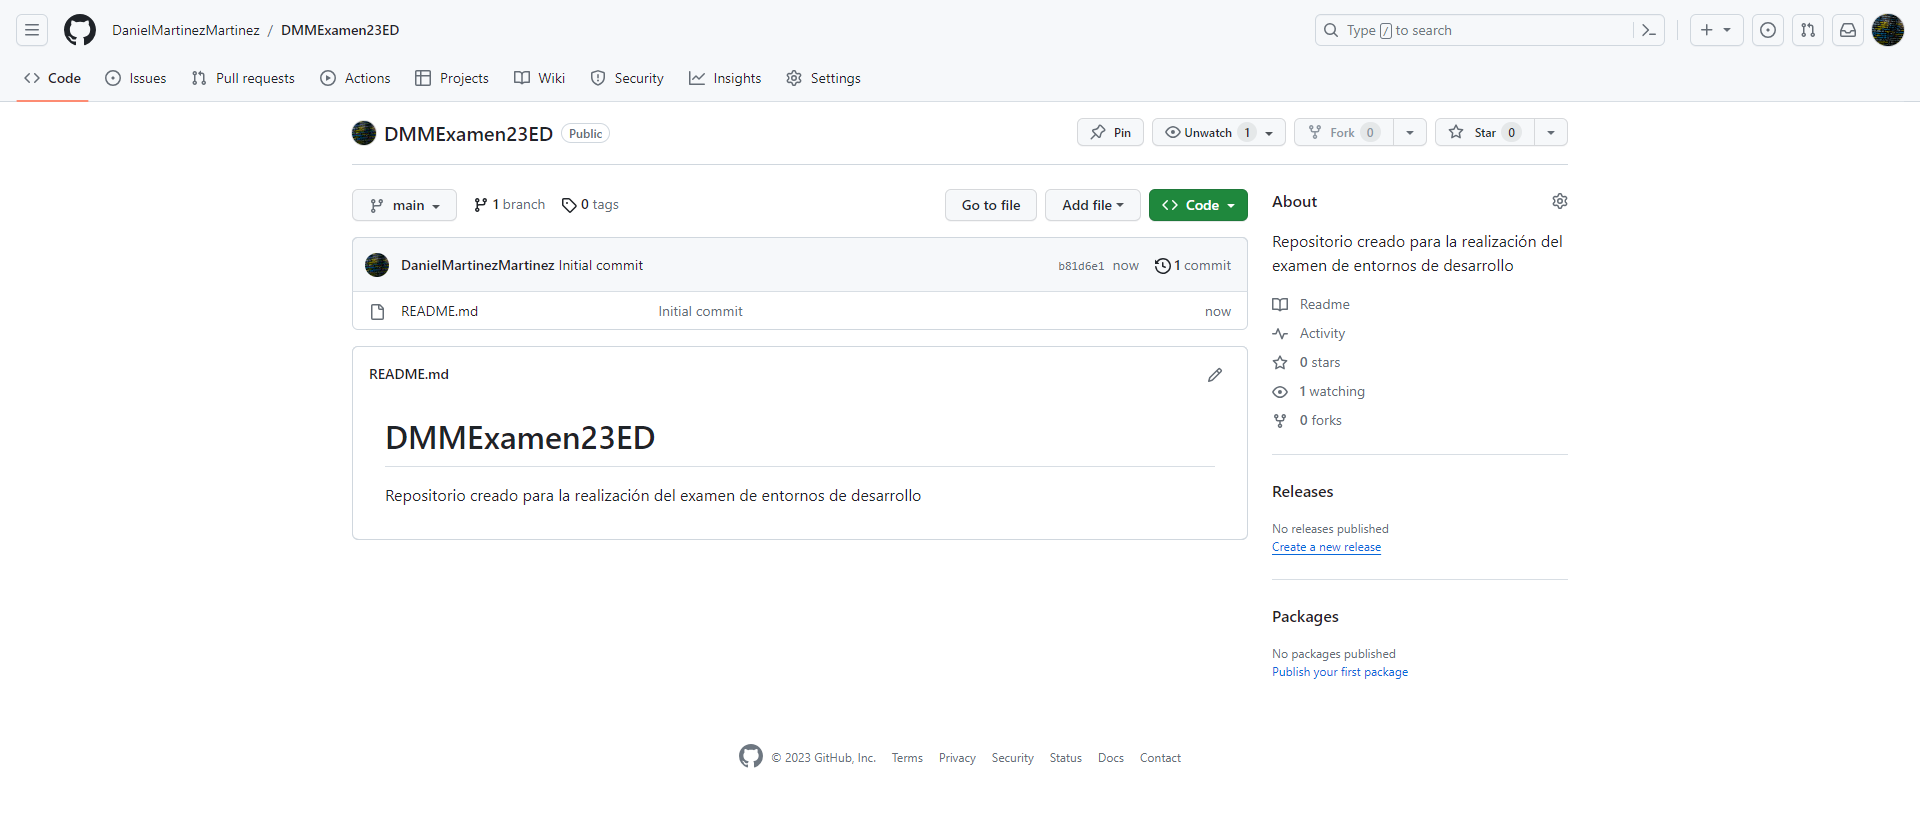 DanielMartinezMartinez / DMMExamen23ED
Type / to search
Code Issues Pull requests Actions Projects Wiki Security Insights Settings
DMMExamen23ED Public
Pin Unwatch 1 Fork 0 Star 0
main 1 branch 0 tags Go to file Add file Code
DanielMartinezMartinez Initial commit b81d6e1 now 1 commit
README.md Initial commit now
README.md
DMMExamen23ED
Repositorio creado para la realización del examen de entornos de desarrollo
About
Repositorio creado para la realización del
examen de entornos de desarrollo
Readme
Activity
0 stars
1 watching
0 forks
Releases
No releases published
Create a new release
Packages
No packages published
Publish your first package
© 2023 GitHub, Inc. Terms Privacy Security Status Docs Contact